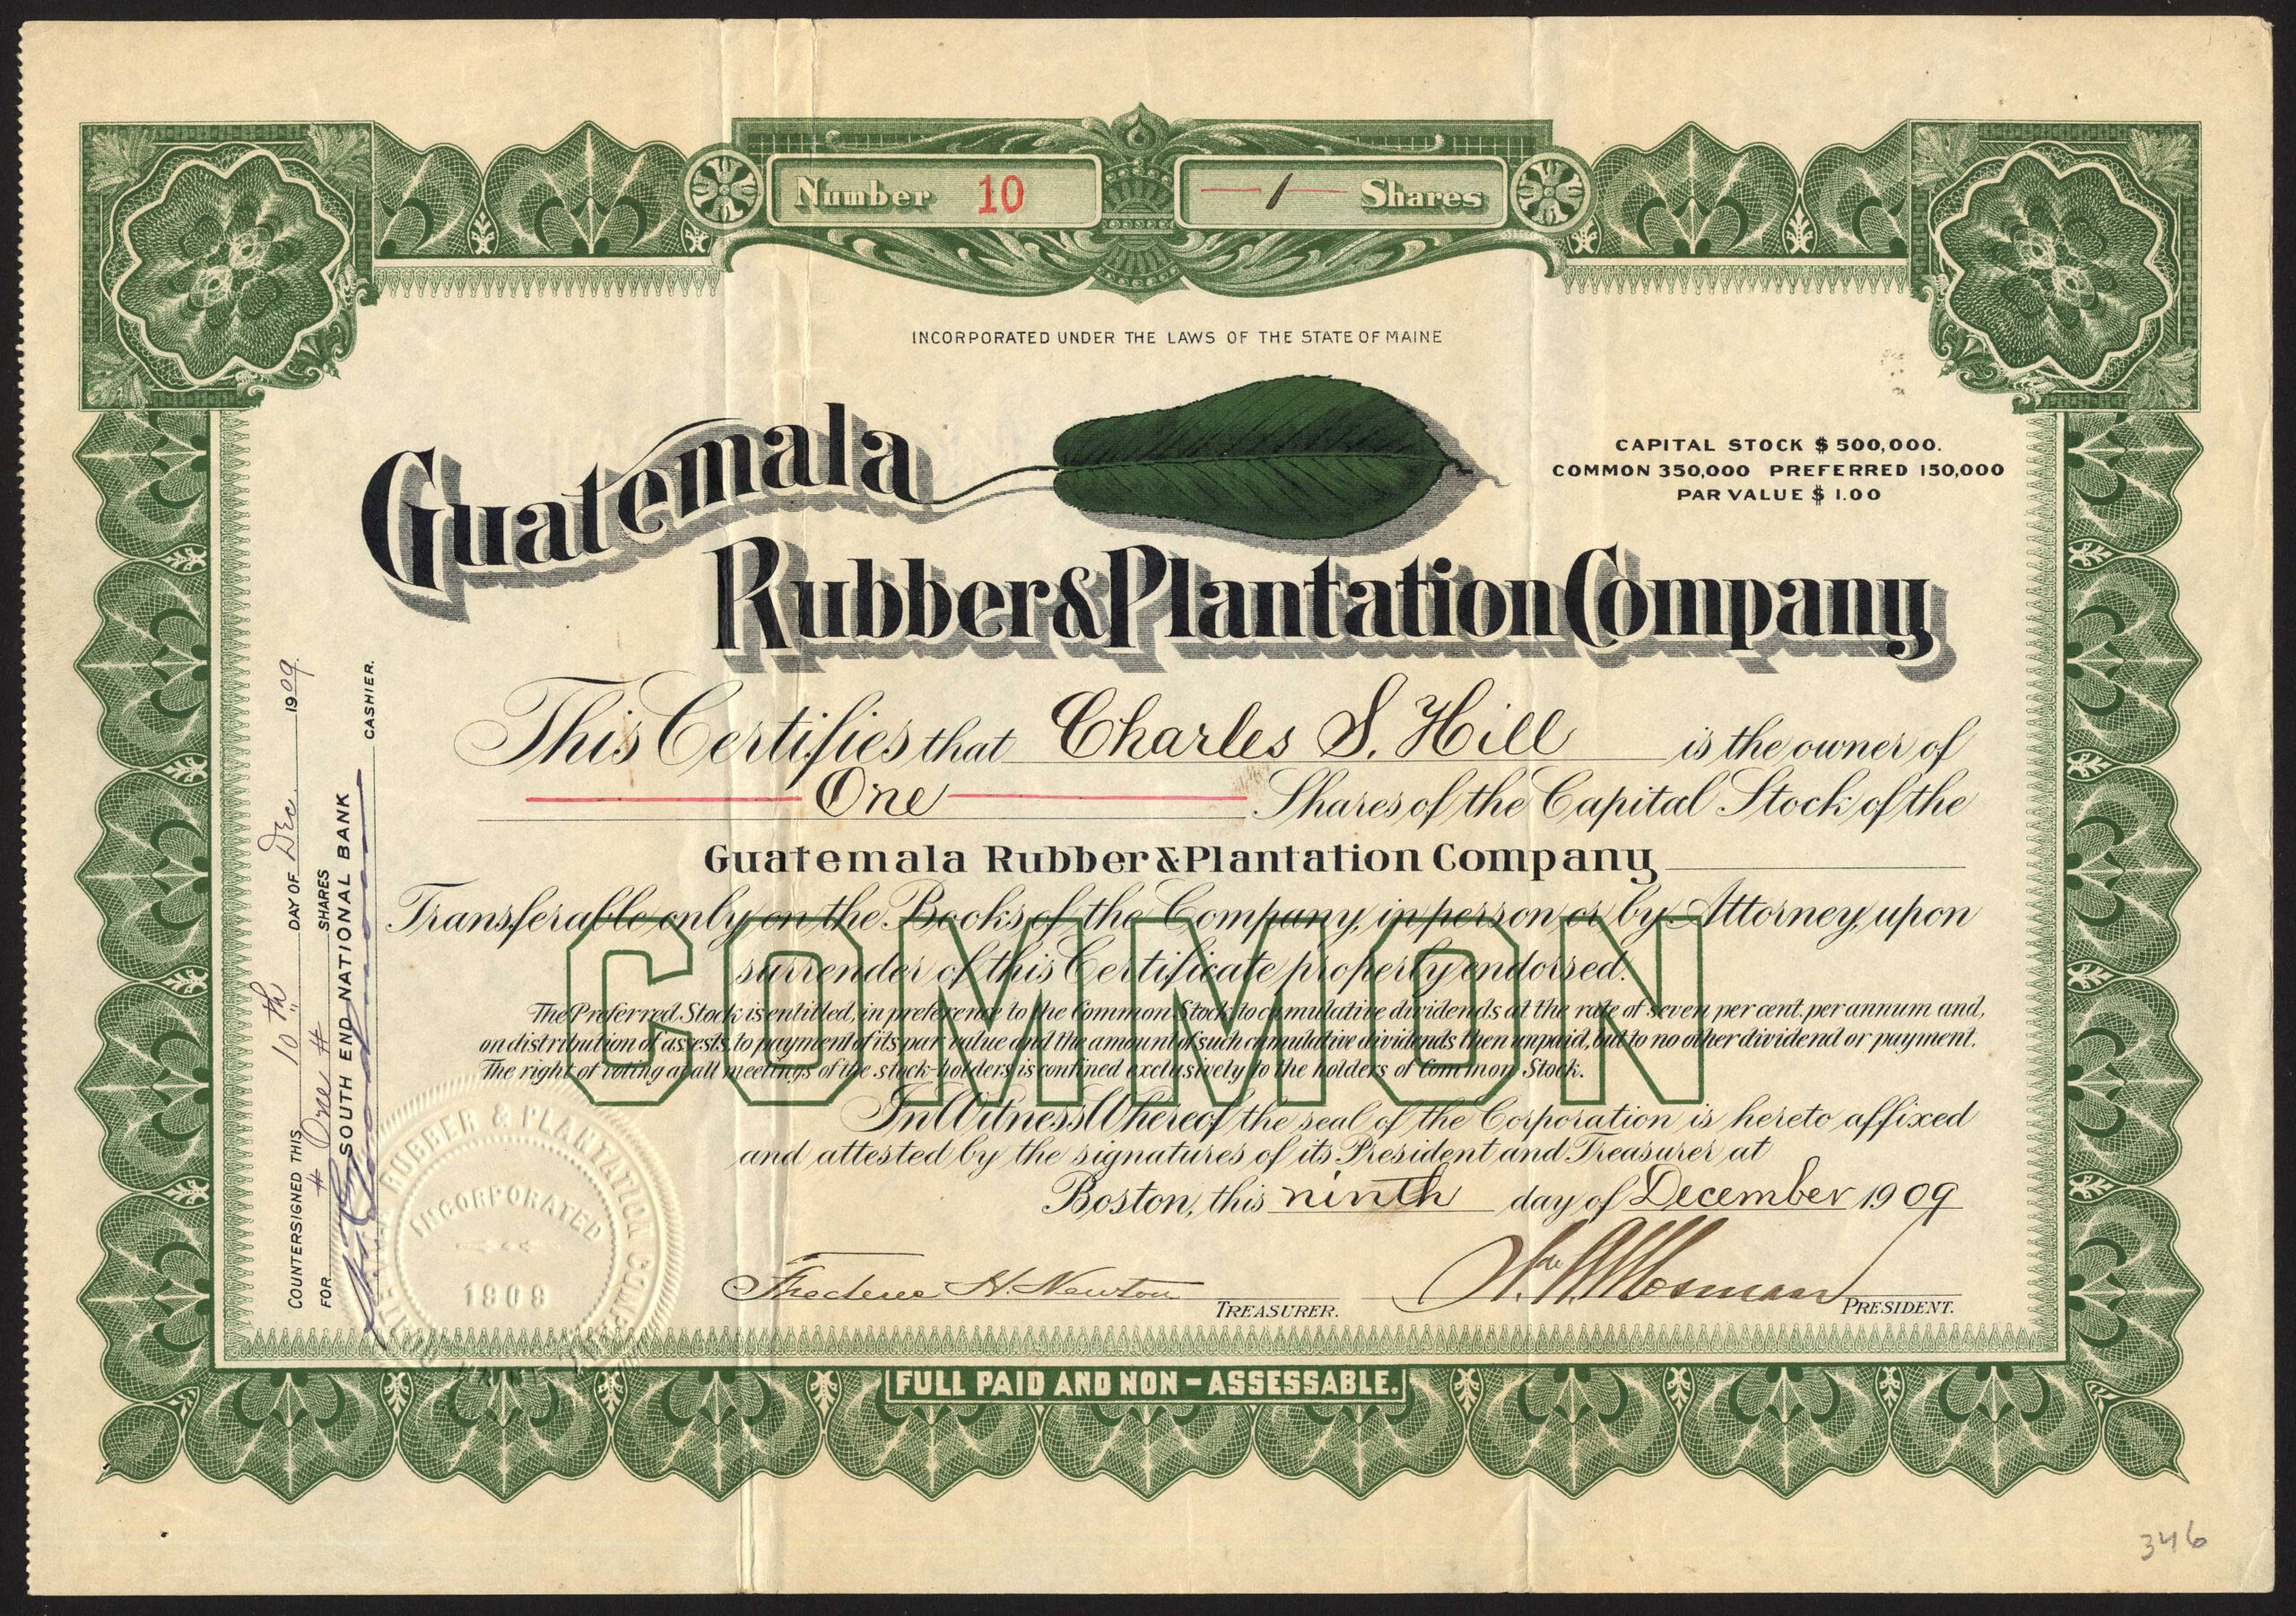 Number 10
1 Shares
INCORPORATED UNDER THE LAWS OF THE STATE OF MAINE
CAPITAL STOCK $500,000.
COMMON 350,000 PREFERRED 150,000
PAR VALUE $1.00
Guatemala
Rubber & Plantation Company
This Certifies that Charles S. Hill is the owner of
One Shares of the Capital Stock of the
Guatemala Rubber & Plantation Company
Transferable only on the Books of the Company, in person or by Attorney, upon
surrender of this Certificate properly endorsed.
COMMON
The Preferred Stock is entitled, in preference to the Common Stock to cumulative dividends at the rate of seven per cent. per annum and,
on distribution of assests, to payment of its par value and the amount of such cumulative dividends then unpaid, but to no other dividend or payment.
The right of voting at all meetings of the stock-holders is confined exclusively to the holders of Common Stock.
In Witness Whereof the seal of the Corporation is hereto affixed
and attested by the signatures of its President and Treasurer at
Boston, this ninth day of December 1909
H. Newton
TREASURER.
PRESIDENT.
COUNTERSIGNED THIS 10th DAY OF Dec. 1909.
FOR # One # SHARES
SOUTH END NATIONAL BANK
CASHIER.
RUBBER & PLANTATION COMPANY
INCORPORATED
1909
FULL PAID AND NON-ASSESSABLE.
346